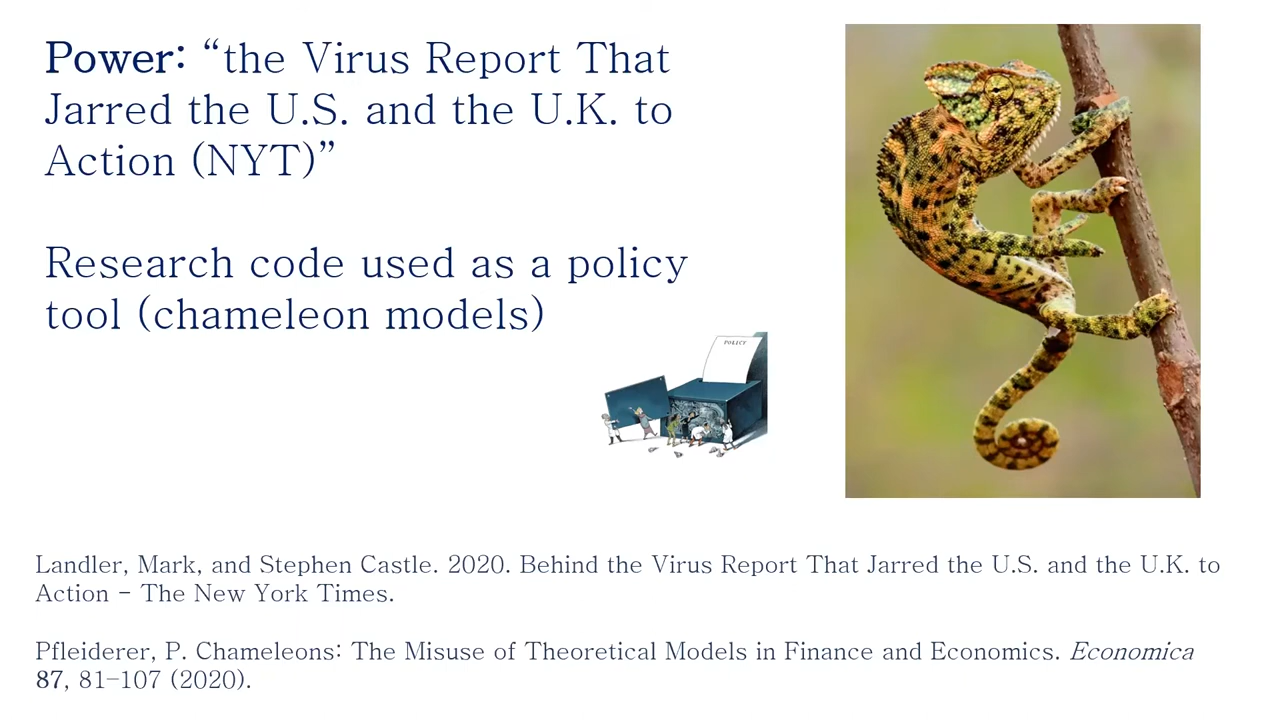 Power: “the Virus Report That
Jarred the U.S. and the U.K. to
Action (NYT)”
Research code used as a policy
tool (chameleon models)
POLICY
Landler, Mark, and Stephen Castle. 2020. Behind the Virus Report That Jarred the U.S. and the U.K. to
Action – The New York Times.
Pfleiderer, P. Chameleons: The Misuse of Theoretical Models in Finance and Economics. Economica
87, 81–107 (2020).